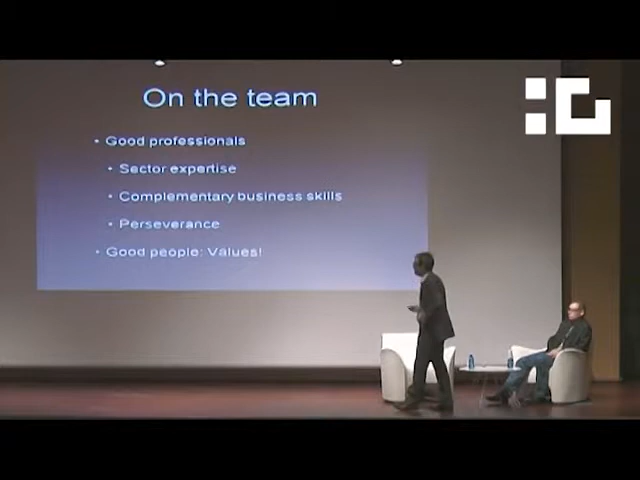 On the team
• Good professionals
• Sector expertise
• Complementary business skills
• Perseverance
• Good people: Values!